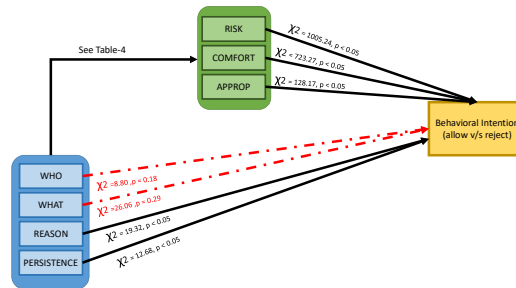 RISK
χ2 = 1005.24, p < 0.05
See Table-4
COMFORT
χ2 = 723.27, p < 0.05
APPROP
χ2 = 128.17, p < 0.05
Behavioral Intention
(allow v/s reject)
WHO
χ2 =8.80 ,p = 0.18
WHAT
χ2 =26.06, p = 0.29
REASON
χ2 = 19.32, p < 0.05
PERSISTENCE
χ2 = 12.68, p < 0.05